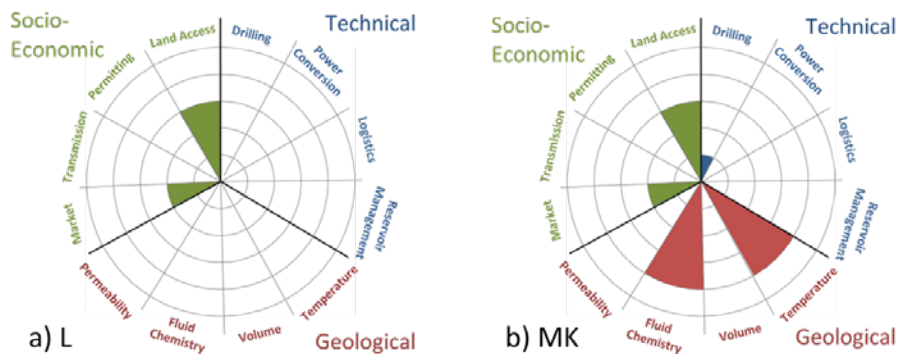 Socio-
Economic
Technical
Land Access
Drilling
Power
Conversion
Logistics
Reservoir
Management
Temperature
Volume
Fluid
Chemistry
Permeability
Market
Transmission
Permitting
a) L
Geological
Socio-
Economic
Technical
Land Access
Drilling
Power
Conversion
Logistics
Reservoir
Management
Temperature
Volume
Fluid
Chemistry
Permeability
Market
Transmission
Permitting
b) MK
Geological